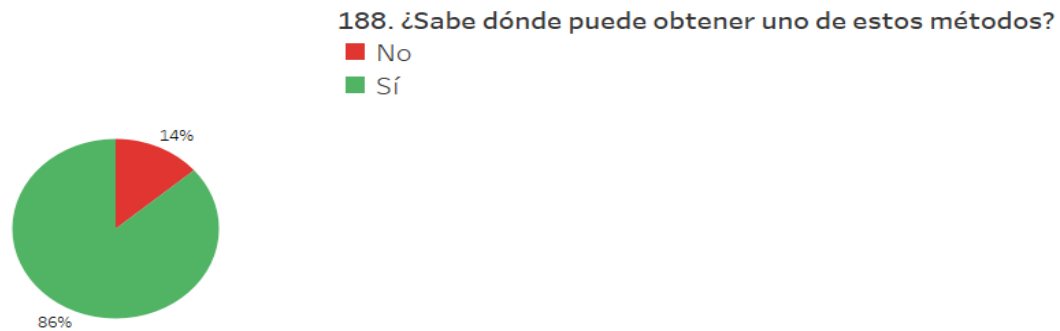 188. ¿Sabe dónde puede obtener uno de estos métodos?
No
Sí
14%
86%